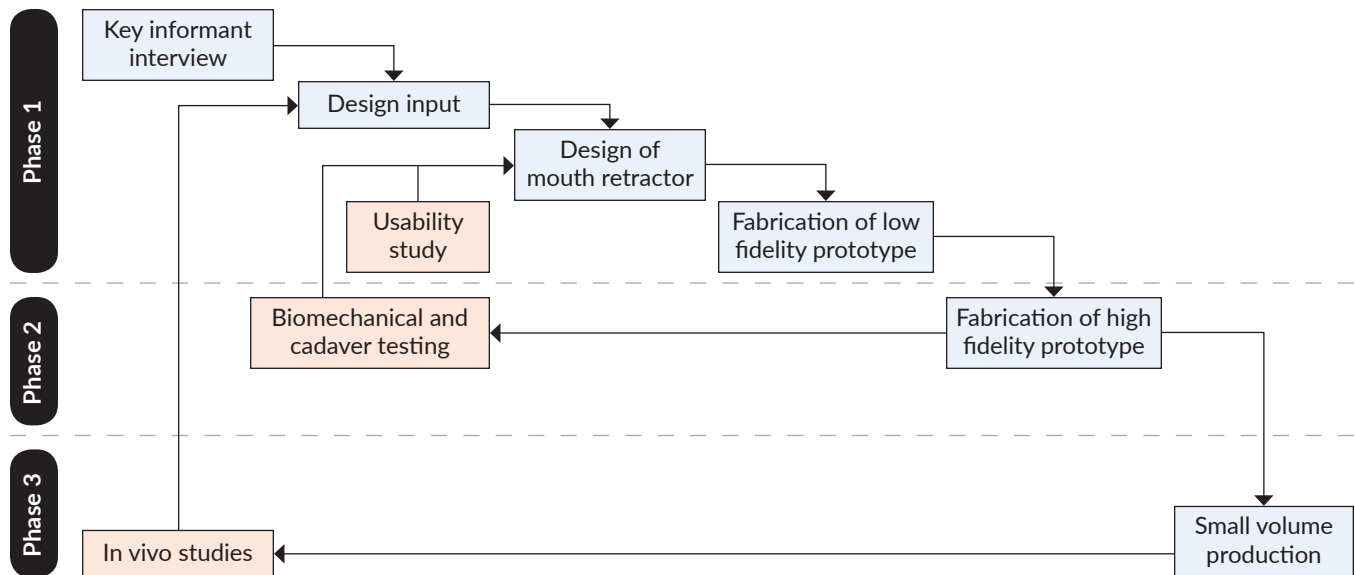 Phase 1
Key informant
interview
Design input
Design of
mouth retractor
Usability
study
Fabrication of low
fidelity prototype
Phase 2
Biomechanical and
cadaver testing
Fabrication of high
fidelity prototype
Phase 3
In vivo studies
Small volume
production